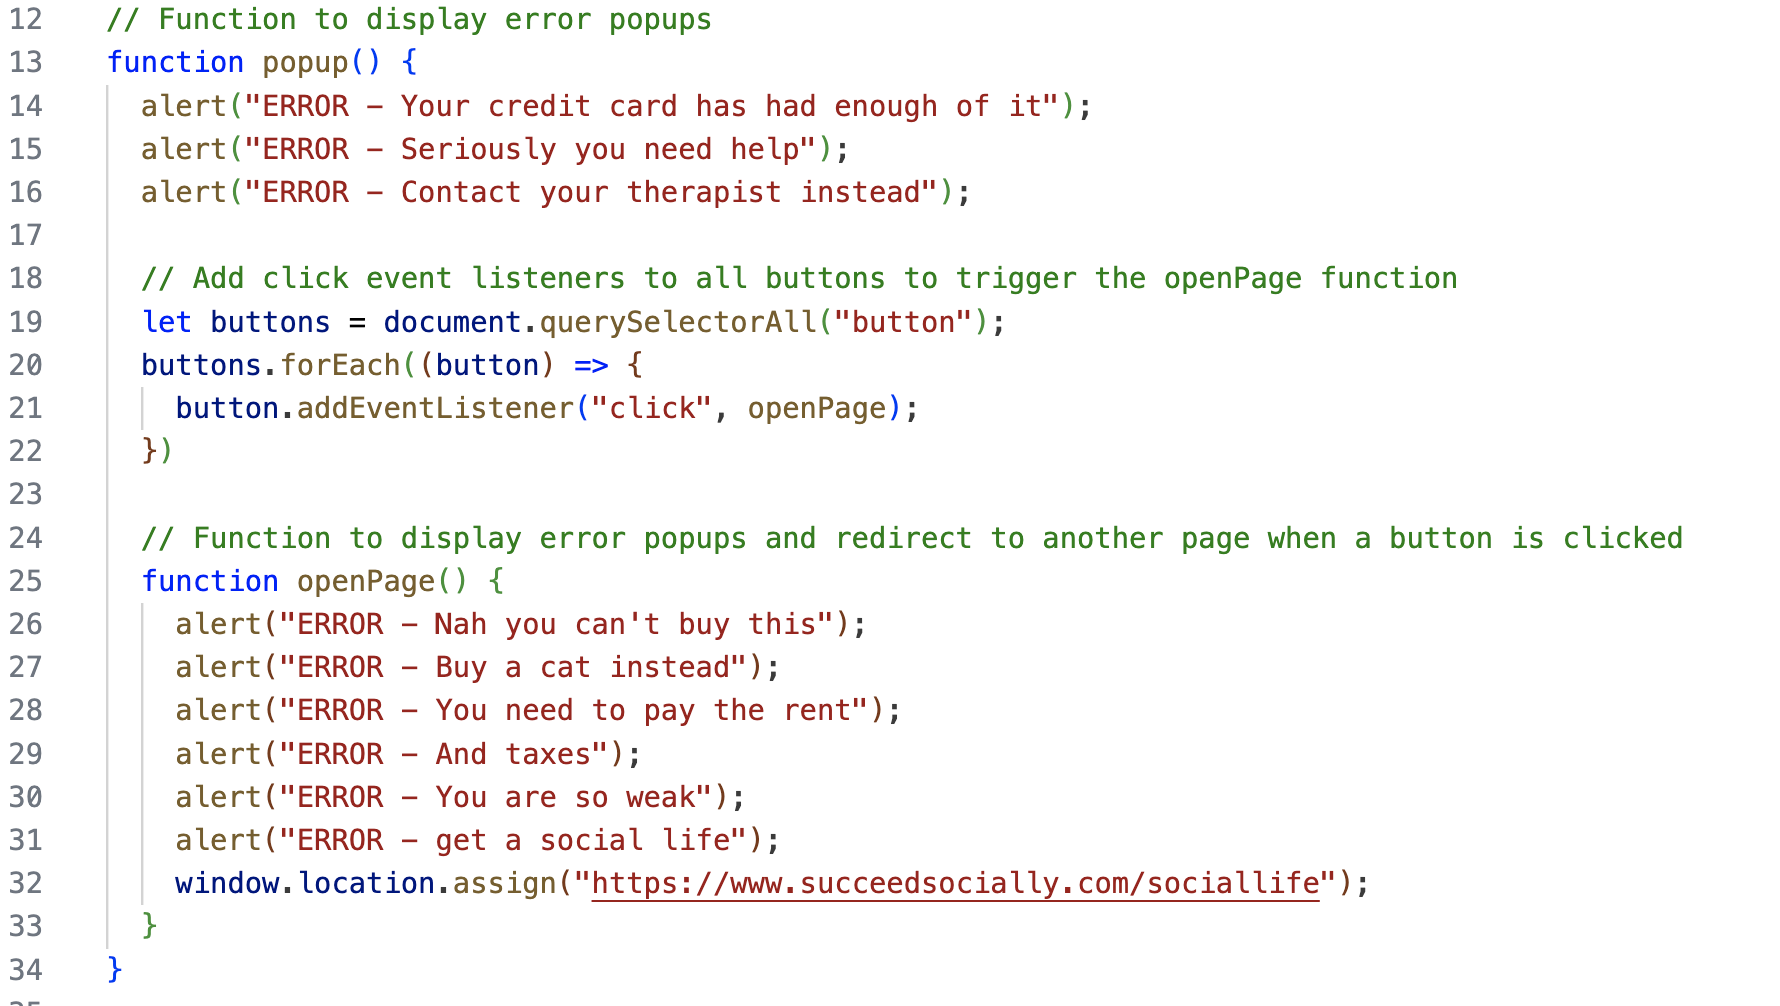 12 // Function to display error popups
13 function popup() {
14 alert("ERROR – Your credit card has had enough of it");
15 alert("ERROR – Seriously you need help");
16 alert("ERROR – Contact your therapist instead");
17
18 // Add click event listeners to all buttons to trigger the openPage function
19 let buttons = document.querySelectorAll("button");
20 buttons.forEach((button) => {
21 button.addEventListener("click", openPage);
22 })
23
24 // Function to display error popups and redirect to another page when a button is clicked
25 function openPage() {
26 alert("ERROR – Nah you can't buy this");
27 alert("ERROR – Buy a cat instead");
28 alert("ERROR – You need to pay the rent");
29 alert("ERROR – And taxes");
30 alert("ERROR – You are so weak");
31 alert("ERROR – get a social life");
32 window.location.assign("https://www.succeedsocially.com/sociallife");
33 }
34 }